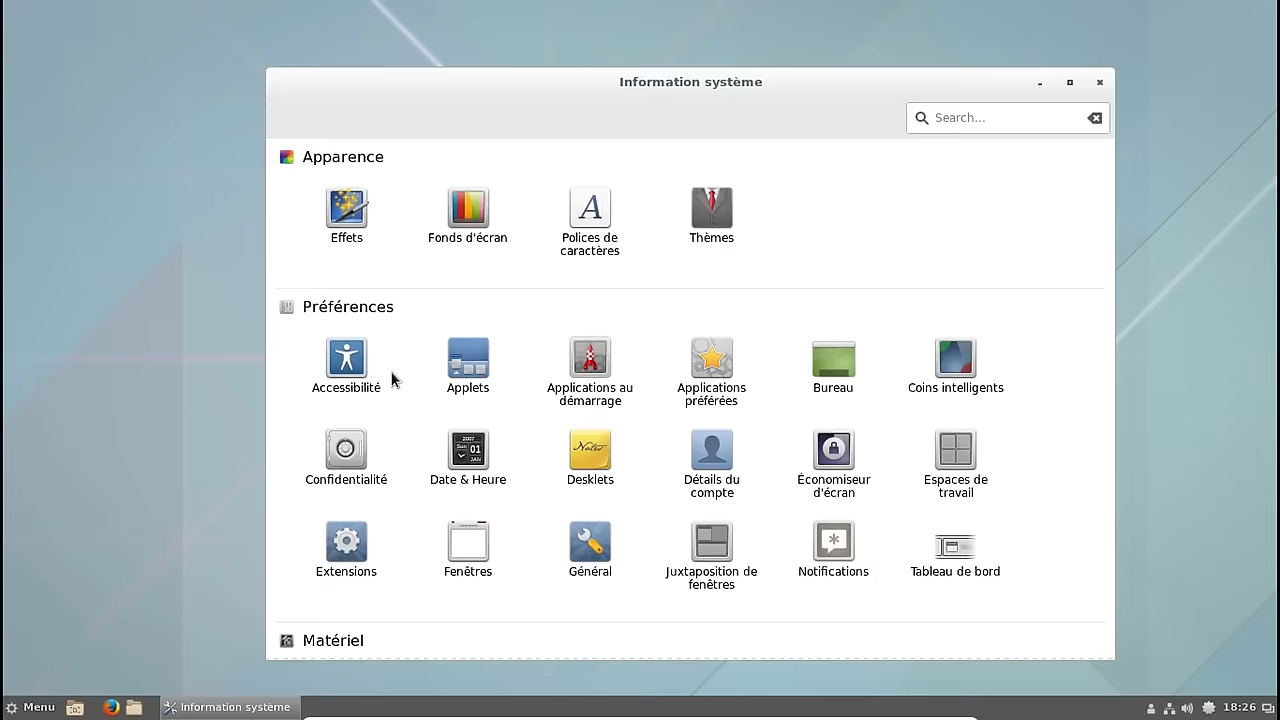 Information système
Search...
Apparence
Effets
Fonds d'écran
Polices de
caractères
Thèmes
Préférences
Accessibilité
Applets
Applications au
démarrage
Applications
préférées
Bureau
Coins intelligents
Confidentialité
Date & Heure
Desklets
Détails du
compte
Économiseur
d'écran
Espaces de
travail
Extensions
Fenêtres
Général
Juxtaposition de
fenêtres
Notifications
Tableau de bord
Matériel
Menu
Information système
18:26